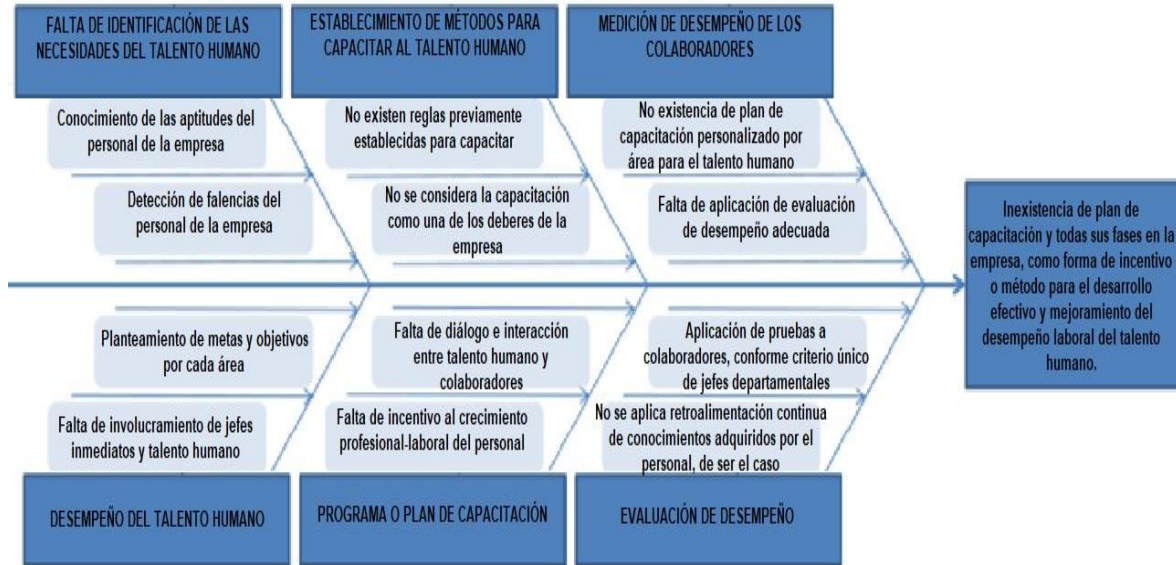 FALTA DE IDENTIFICACIÓN DE LAS
NECESIDADES DEL TALENTO HUMANO
ESTABLECIMIENTO DE MÉTODOS PARA
CAPACITAR AL TALENTO HUMANO
MEDICIÓN DE DESEMPEÑO DE LOS
COLABORADORES
Conocimiento de las aptitudes del
personal de la empresa
Detección de falencias del
personal de la empresa
No existen reglas previamente
establecidas para capacitar
No se considera la capacitación
como una de los deberes de la
empresa
No existencia de plan de
capacitación personalizado por
área para el talento humano
Falta de aplicación de evaluación
de desempeño adecuada
Inexistencia de plan de
capacitación y todas sus fases en la
empresa, como forma de incentivo
o método para el desarrollo
efectivo y mejoramiento del
desempeño laboral del talento
humano.
Planteamiento de metas y objetivos
por cada área
Falta de involucramiento de jefes
inmediatos y talento humano
Falta de diálogo e interacción
entre talento humano y
colaboradores
Falta de incentivo al crecimiento
profesional-laboral del personal
Aplicación de pruebas a
colaboradores, conforme criterio único
de jefes departamentales
No se aplica retroalimentación continua
de conocimientos adquiridos por el
personal, de ser el caso
DESEMPEÑO DEL TALENTO HUMANO
PROGRAMA O PLAN DE CAPACITACIÓN
EVALUACIÓN DE DESEMPEÑO